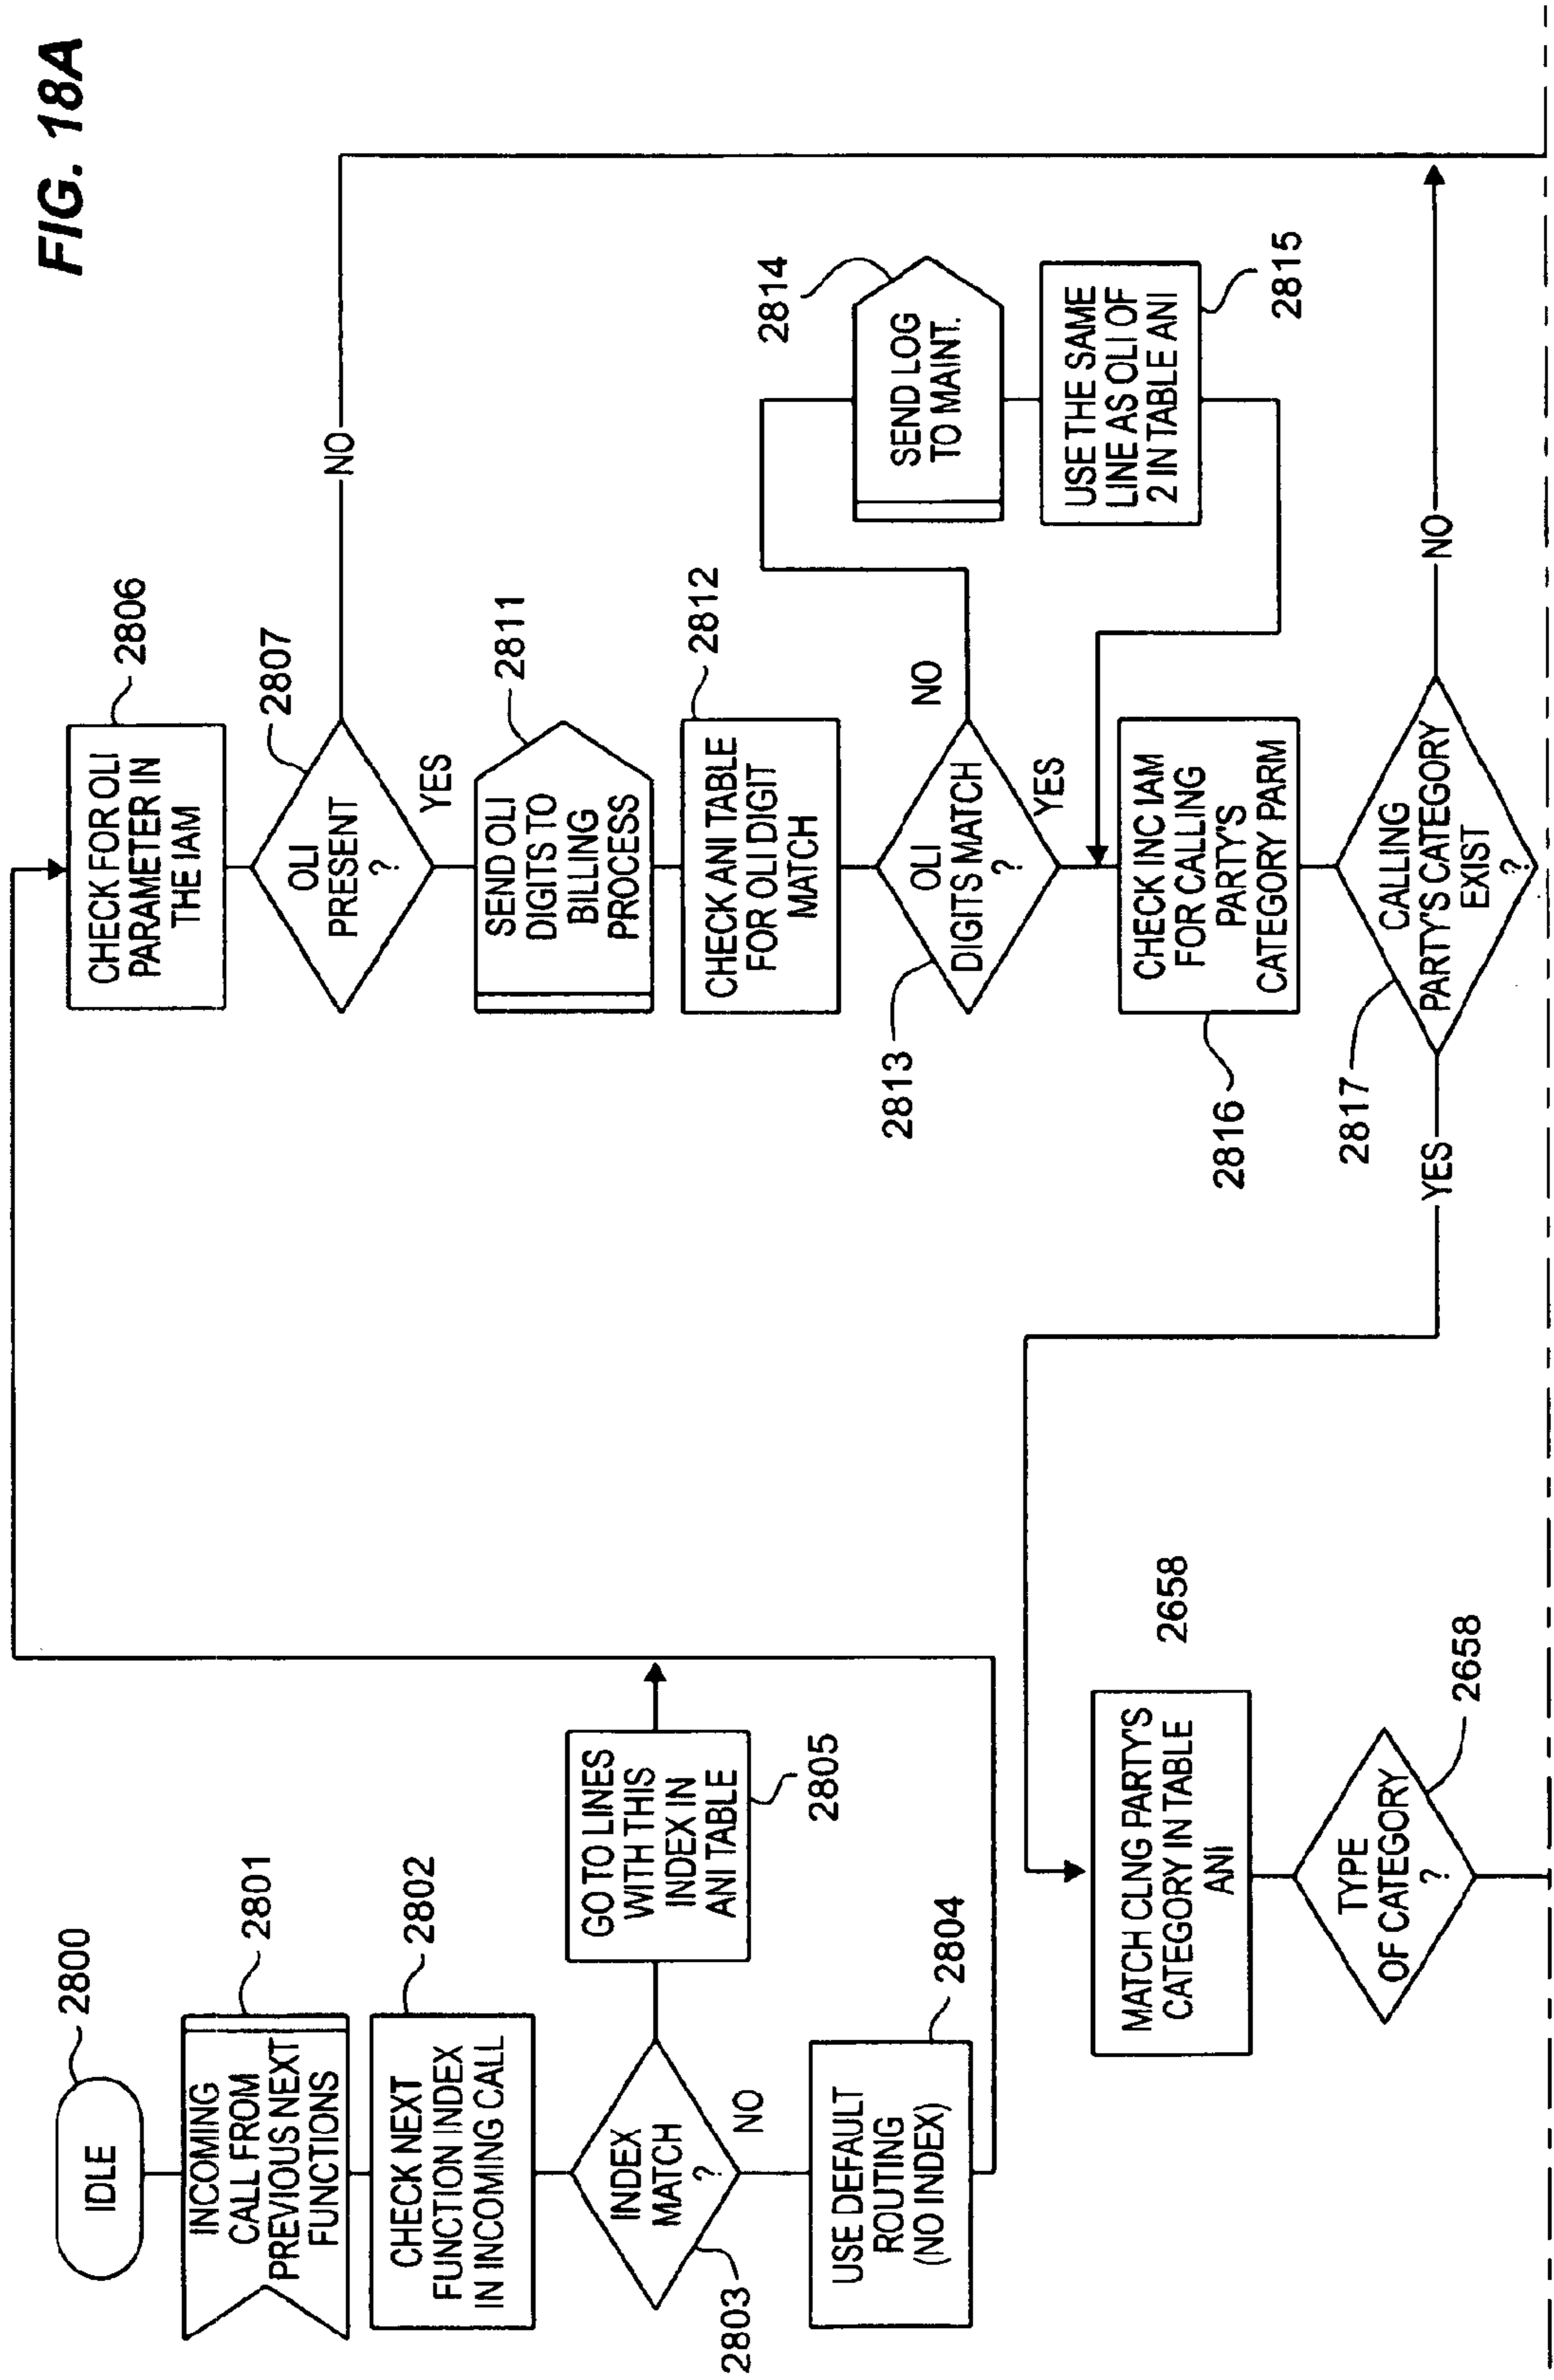 FIG. 18A
IDLE
2800
INCOMING
CALL FROM
PREVIOUS NEXT
FUNCTIONS
2801
CHECK NEXT
FUNCTION INDEX
IN INCOMING CALL
2802
INDEX
MATCH
?
2803
NO
GO TO LINES
WITH THIS
INDEX IN
ANI TABLE
2805
USE DEFAULT
ROUTING
(NO INDEX)
2804
CHECK FOR OLI
PARAMETER IN
THE IAM
2806
OLI
PRESENT
?
2807
NO
YES
SEND OLI
DIGITS TO
BILLING
PROCESS
2811
CHECK ANI TABLE
FOR OLI DIGIT
MATCH
2812
OLI
DIGITS MATCH
?
2813
NO
YES
SEND LOG
TO MAINT.
2814
USE THE SAME
LINE AS OLI OF
2 IN TABLE ANI
2815
CHECK INC IAM
FOR CALLING
PARTY'S
CATEGORY PARM
2816
CALLING
PARTY'S CATEGORY
EXIST
?
2817
YES
NO
MATCH CLNG PARTY'S
CATEGORY IN TABLE
ANI
2658
TYPE
OF CATEGORY
?
2658